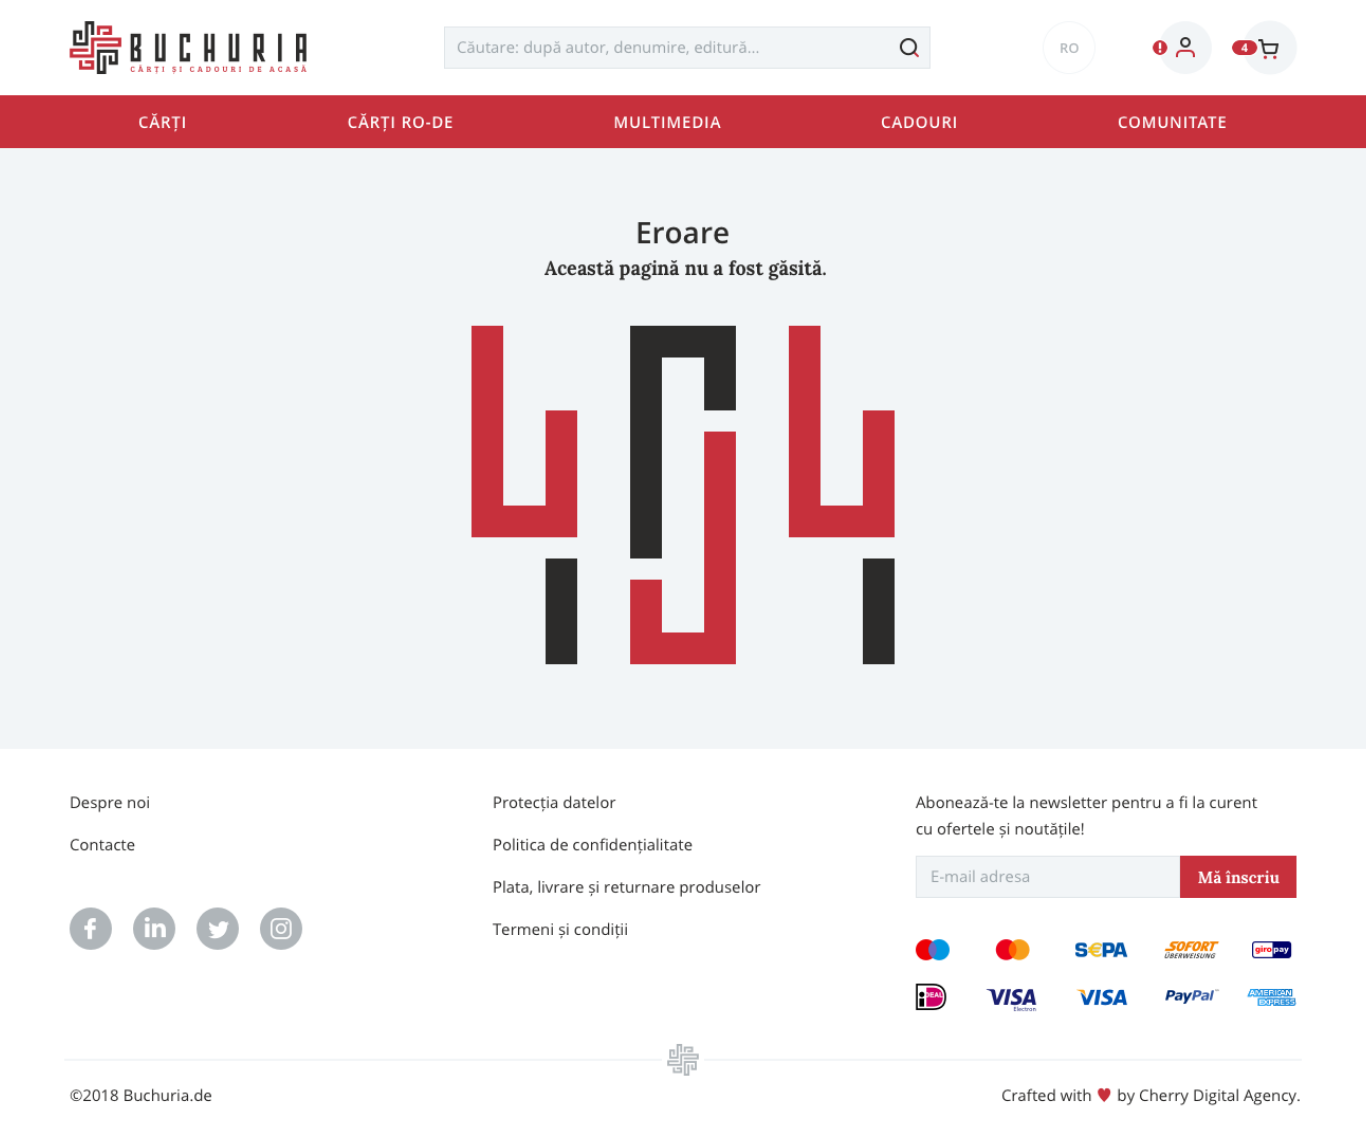 BUCHURIA
CĂRȚI ȘI CADOURI DE ACASĂ
Căutare: după autor, denumire, editură...
RO
!
4
CĂRȚI
CĂRȚI RO-DE
MULTIMEDIA
CADOURI
COMUNITATE
Eroare
Această pagină nu a fost găsită.
404
Despre noi
Contacte
Protecția datelor
Politica de confidențialitate
Plata, livrare și returnare produselor
Termeni și condiții
Abonează-te la newsletter pentru a fi la curent
cu ofertele și noutățile!
E-mail adresa
Mă înscriu
S€PA
SOFORT
ÜBERWEISUNG
giropay
iDEAL
VISA
Electron
VISA
PayPal™
AMERICAN
EXPRESS
©2018 Buchuria.de
Crafted with ♥ by Cherry Digital Agency.